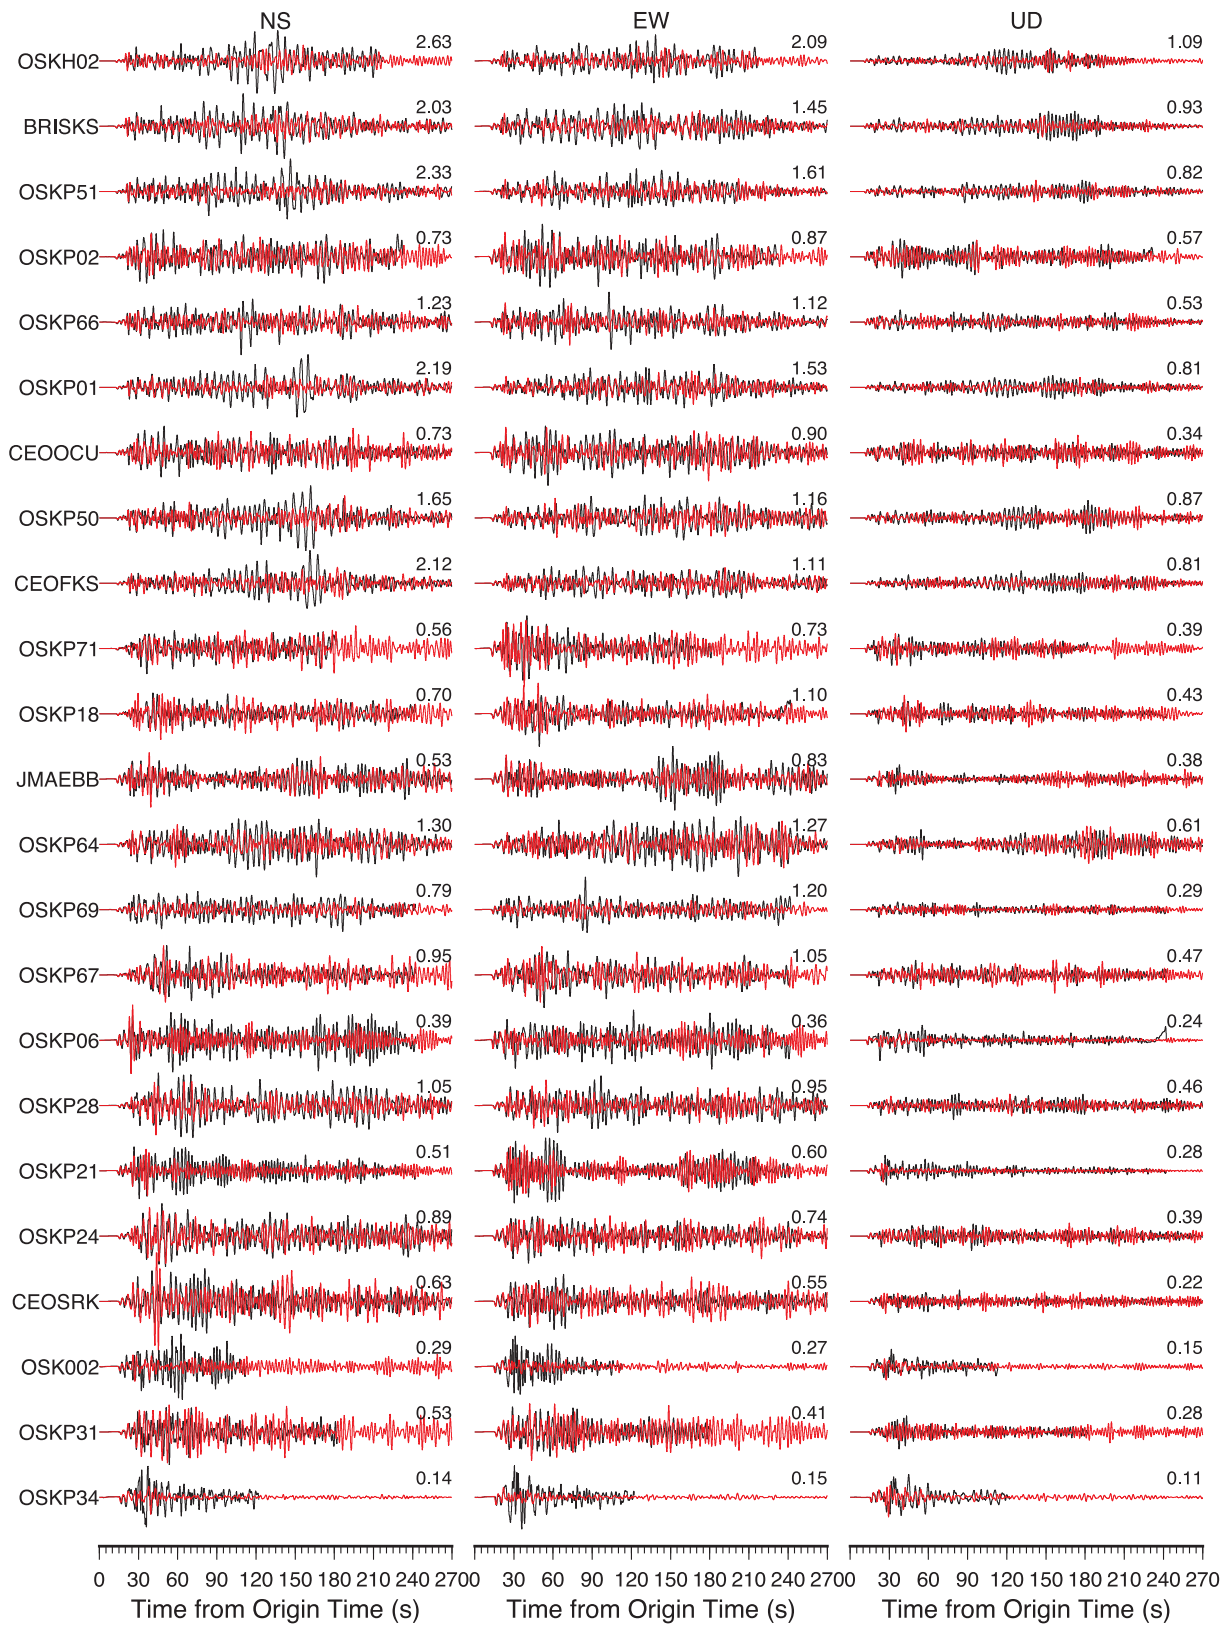 NS EW UD
OSKH02 2.63 2.09 1.09
BRISKS 2.03 1.45 0.93
OSKP51 2.33 1.61 0.82
OSKP02 0.73 0.87 0.57
OSKP66 1.23 1.12 0.53
OSKP01 2.19 1.53 0.81
CEOOCU 0.73 0.90 0.34
OSKP50 1.65 1.16 0.87
CEOFKS 2.12 1.11 0.81
OSKP71 0.56 0.73 0.39
OSKP18 0.70 1.10 0.43
JMAEBB 0.53 0.83 0.38
OSKP64 1.30 1.27 0.61
OSKP69 0.79 1.20 0.29
OSKP67 0.95 1.05 0.47
OSKP06 0.39 0.36 0.24
OSKP28 1.05 0.95 0.46
OSKP21 0.51 0.60 0.28
OSKP24 0.89 0.74 0.39
CEOSRK 0.63 0.55 0.22
OSK002 0.29 0.27 0.15
OSKP31 0.53 0.41 0.28
OSKP34 0.14 0.15 0.11
0 30 60 90 120 150 180 210 240 270 0 30 60 90 120 150 180 210 240 270 0 30 60 90 120 150 180 210 240 270
Time from Origin Time (s) Time from Origin Time (s) Time from Origin Time (s)